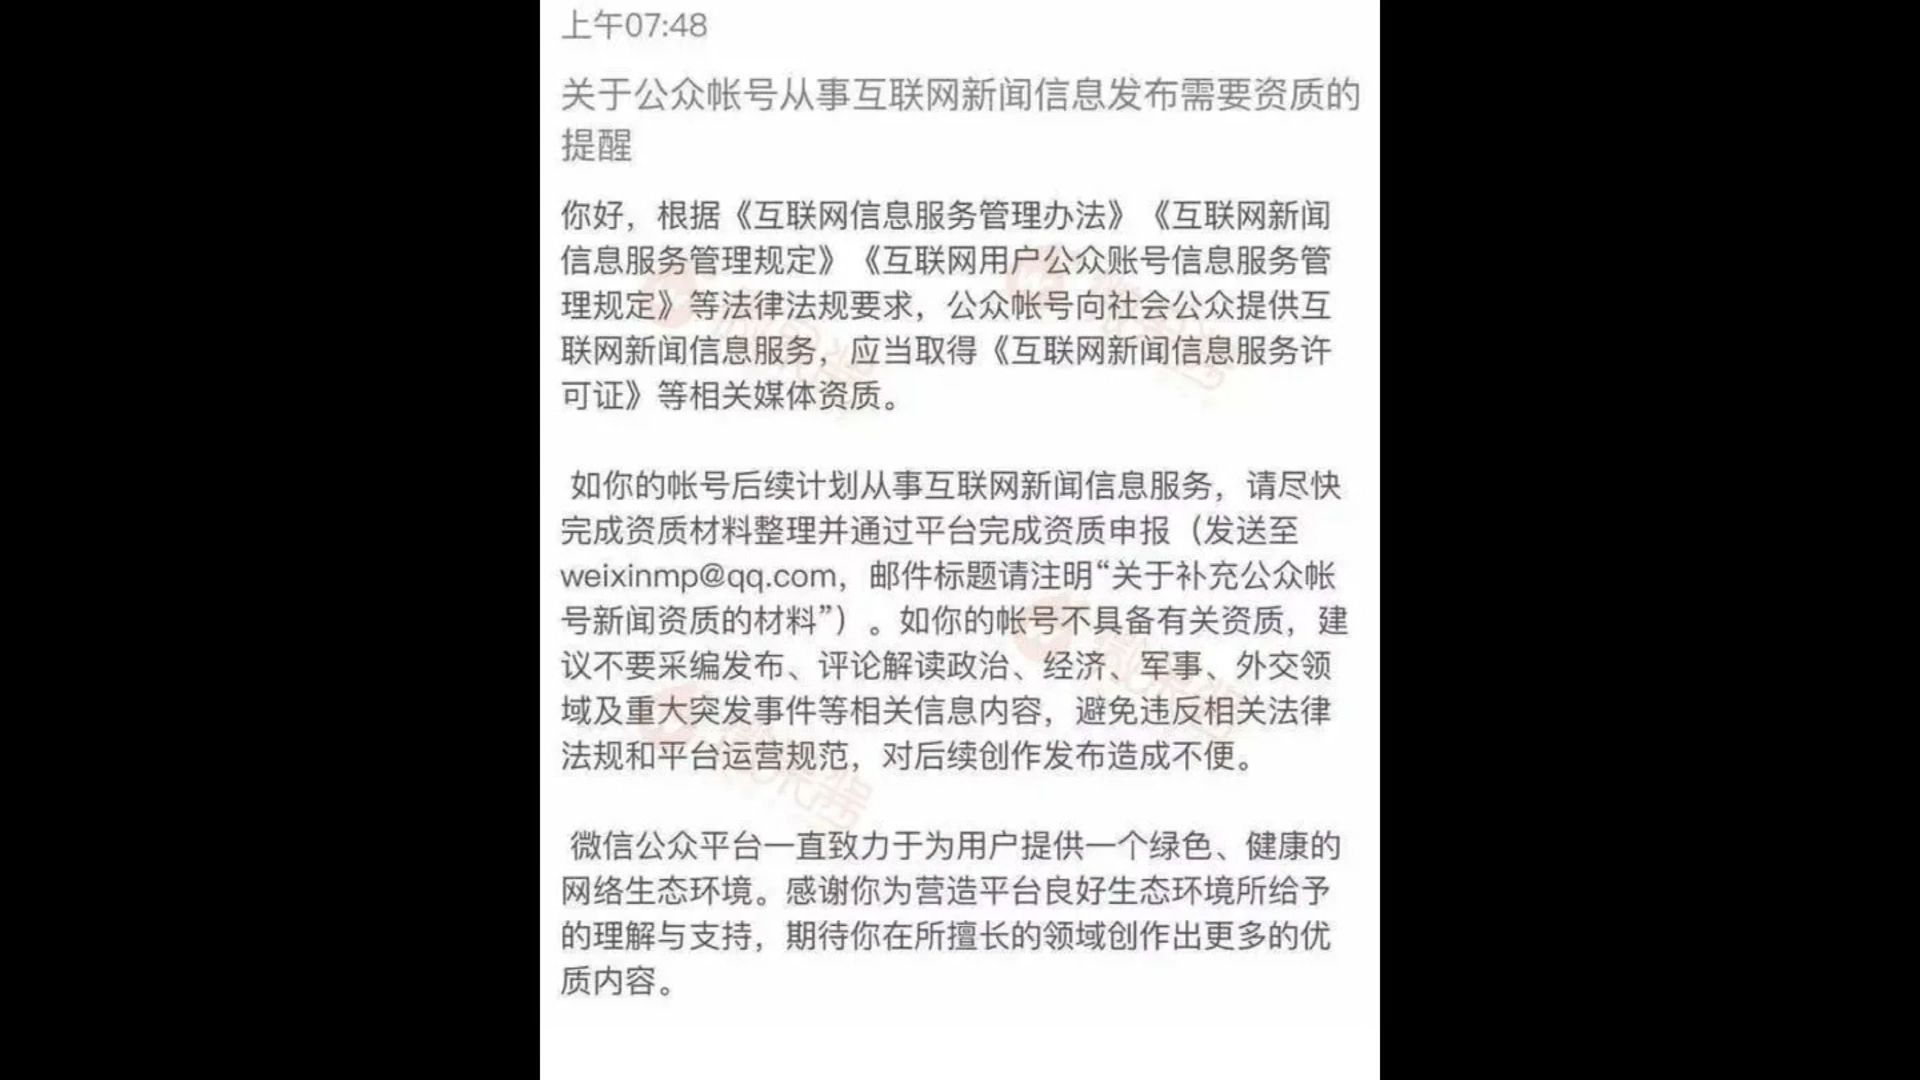 上午07:48
关于公众帐号从事互联网新闻信息发布需要资质的
提醒
你好，根据《互联网信息服务管理办法》《互联网新闻
信息服务管理规定》《互联网用户公众账号信息服务管
理规定》等法律法规要求，公众帐号向社会公众提供互
联网新闻信息服务，应当取得《互联网新闻信息服务许
可证》等相关媒体资质。
如你的帐号后续计划从事互联网新闻信息服务，请尽快
完成资质材料整理并通过平台完成资质申报（发送至
weixinmp@qq.com，邮件标题请注明“关于补充公众帐
号新闻资质的材料”）。如你的帐号不具备有关资质，建
议不要采编发布、评论解读政治、经济、军事、外交领
域及重大突发事件等相关信息内容，避免违反相关法律
法规和平台运营规范，对后续创作发布造成不便。
微信公众平台一直致力于为用户提供一个绿色、健康的
网络生态环境。感谢你为营造平台良好生态环境所给予
的理解与支持，期待你在所擅长的领域创作出更多的优
质内容。